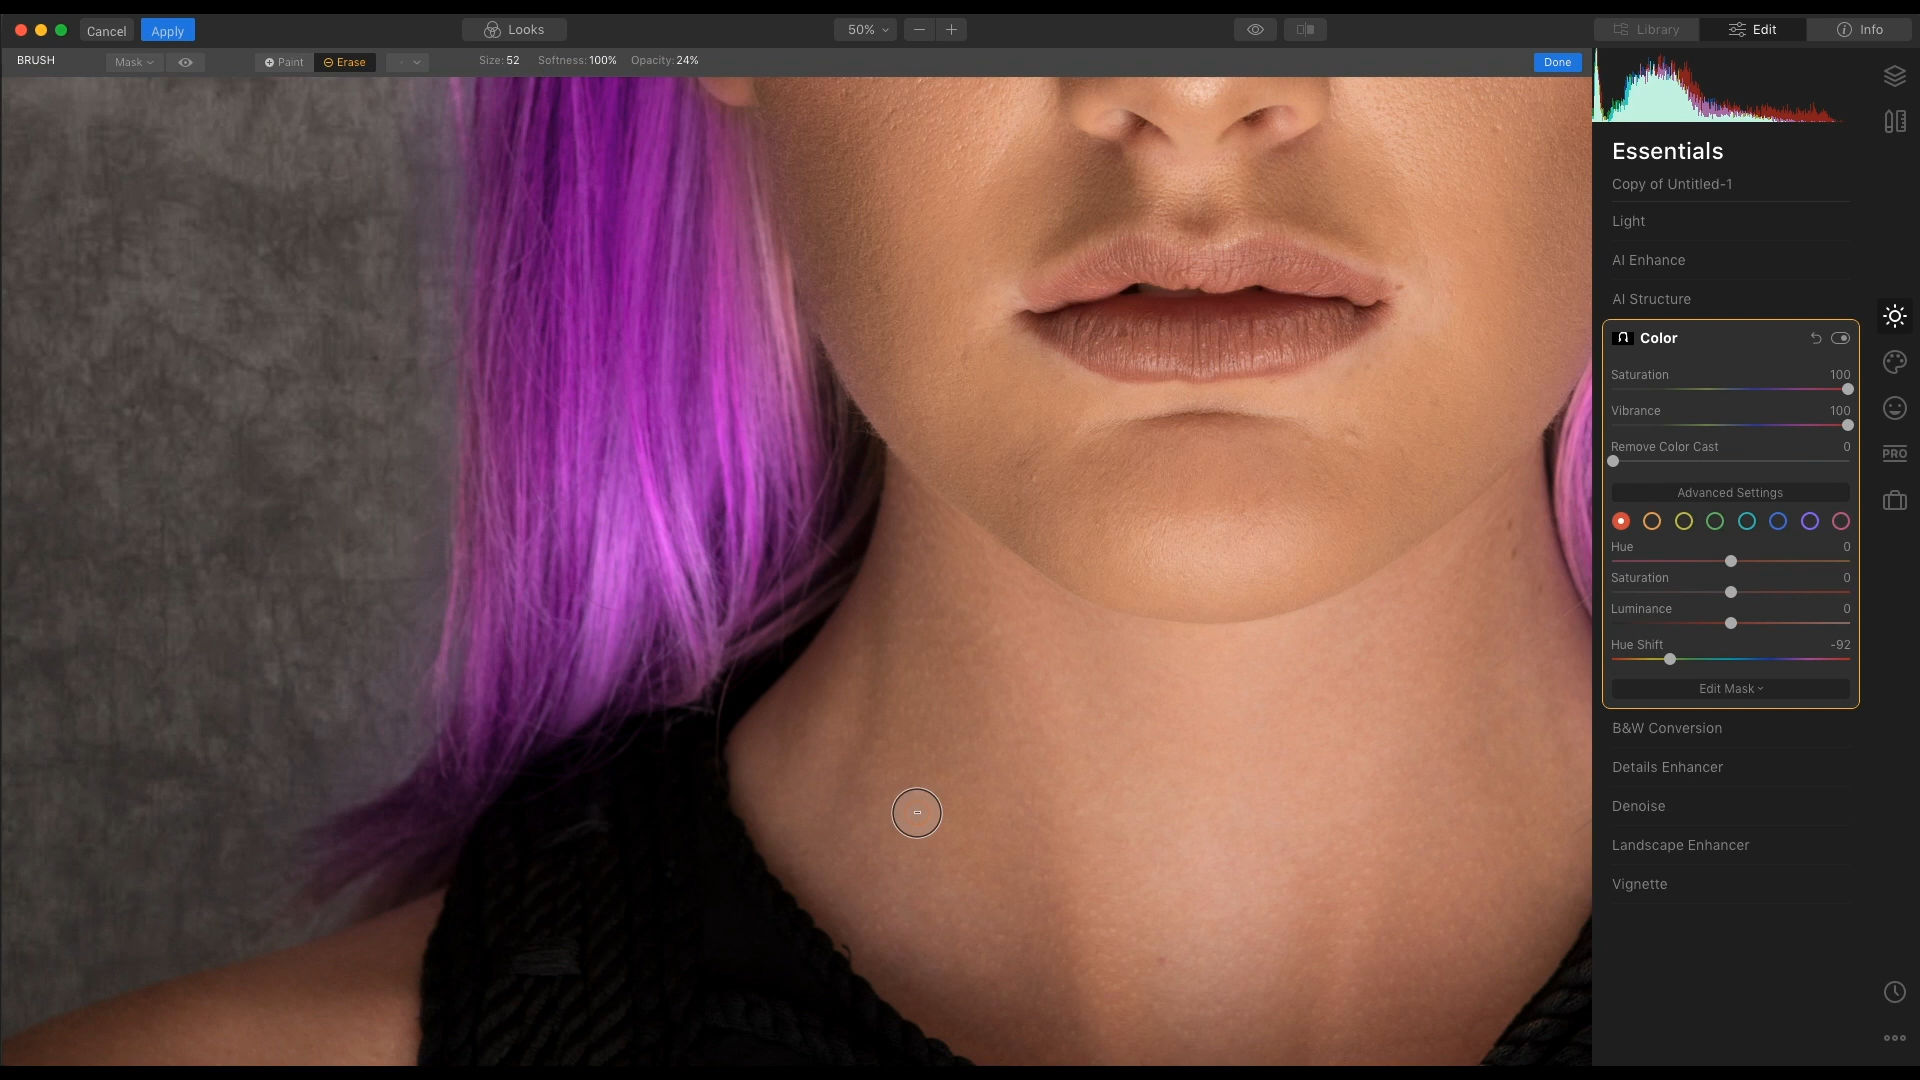 Cancel Apply Looks 50% Library Edit Info
BRUSH Mask Paint Erase Size: 52 Softness: 100% Opacity: 24% Done
Essentials
Copy of Untitled-1
Light
AI Enhance
AI Structure
Color
Saturation 100
Vibrance 100
Remove Color Cast 0
Advanced Settings
Hue 0
Saturation 0
Luminance 0
Hue Shift -92
Edit Mask
B&W Conversion
Details Enhancer
Denoise
Landscape Enhancer
Vignette
PRO